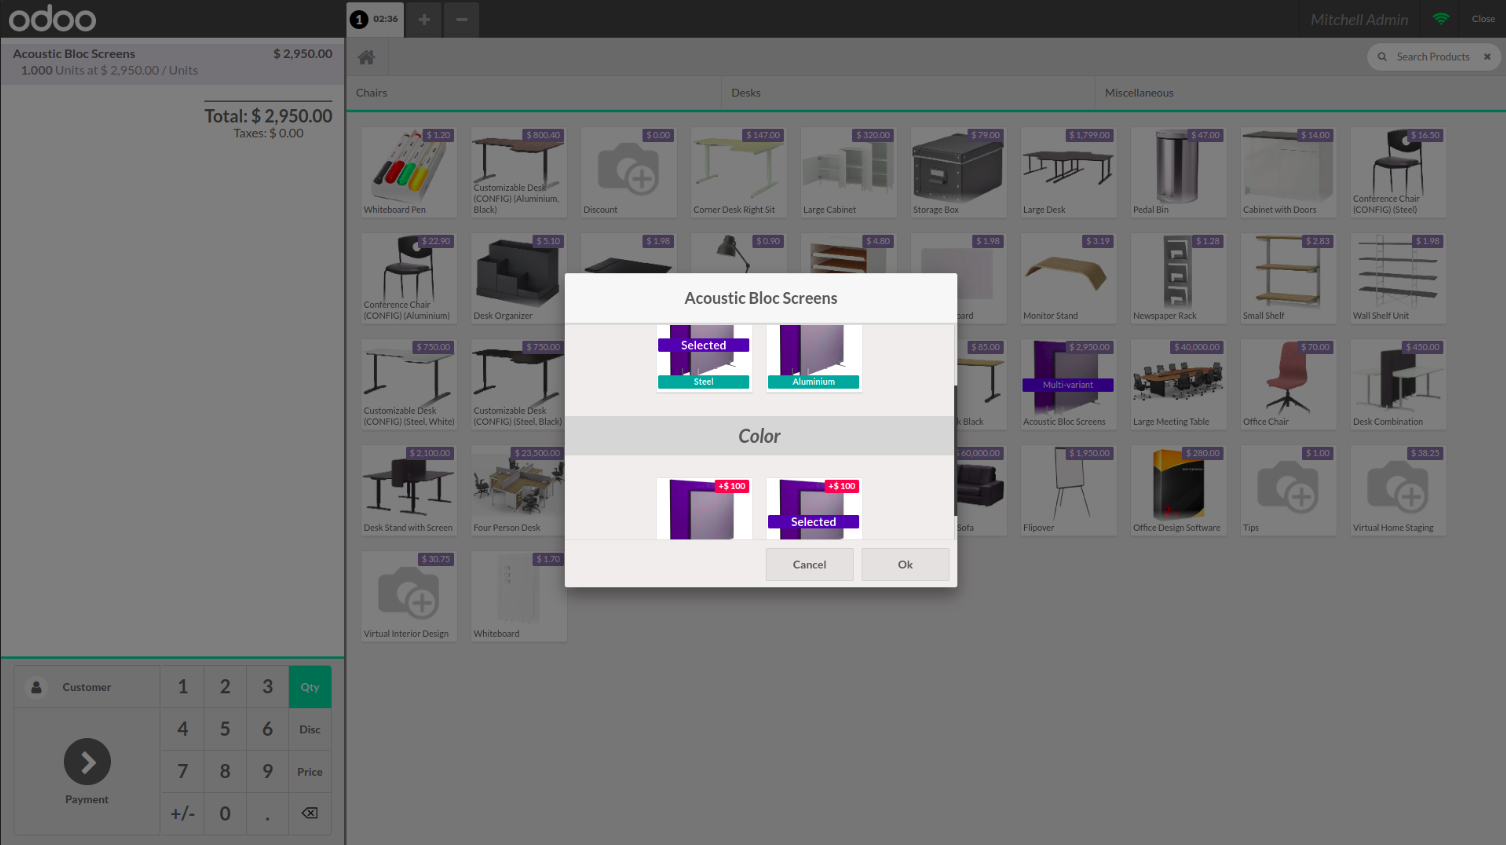 odoo
1 02:36 + −
Mitchell Admin
Close
Acoustic Bloc Screens $ 2,950.00
1.000 Units at $ 2,950.00 / Units
Total: $ 2,950.00
Taxes: $ 0.00
Search Products
Chairs
Desks
Miscellaneous
$ 1.20
Whiteboard Pen
$ 800.40
Customizable Desk
(CONFIG) (Aluminium,
Black)
$ 0.00
Discount
$ 147.00
Corner Desk Right Sit
$ 320.00
Large Cabinet
$ 79.00
Storage Box
$ 1,799.00
Large Desk
$ 47.00
Pedal Bin
$ 14.00
Cabinet with Doors
$ 16.50
Conference Chair
(CONFIG) (Steel)
$ 22.90
Conference Chair
(CONFIG) (Aluminium)
$ 5.10
Desk Organizer
$ 1.98
$ 0.90
$ 4.80
$ 1.98
$ 3.19
Monitor Stand
$ 1.28
Newspaper Rack
$ 2.83
Small Shelf
$ 1.98
Wall Shelf Unit
$ 750.00
Customizable Desk
(CONFIG) (Steel, White)
$ 750.00
Customizable Desk
(CONFIG) (Steel, Black)
$ 85.00
Black
$ 2,950.00
Multi-variant
Acoustic Bloc Screens
$ 40,000.00
Large Meeting Table
$ 70.00
Office Chair
$ 450.00
Desk Combination
$ 2,100.00
Desk Stand with Screen
$ 23,500.00
Four Person Desk
60,000.00
Sofa
$ 1,950.00
Flipover
$ 280.00
Office Design Software
$ 1.00
Tips
$ 38.25
Virtual Home Staging
$ 30.75
Virtual Interior Design
$ 1.70
Whiteboard
Acoustic Bloc Screens
Selected
Steel
Aluminium
Color
+$ 100
+$ 100
Selected
Cancel
Ok
Customer
1 2 3 Qty
4 5 6 Disc
7 8 9 Price
+/- 0 .
Payment